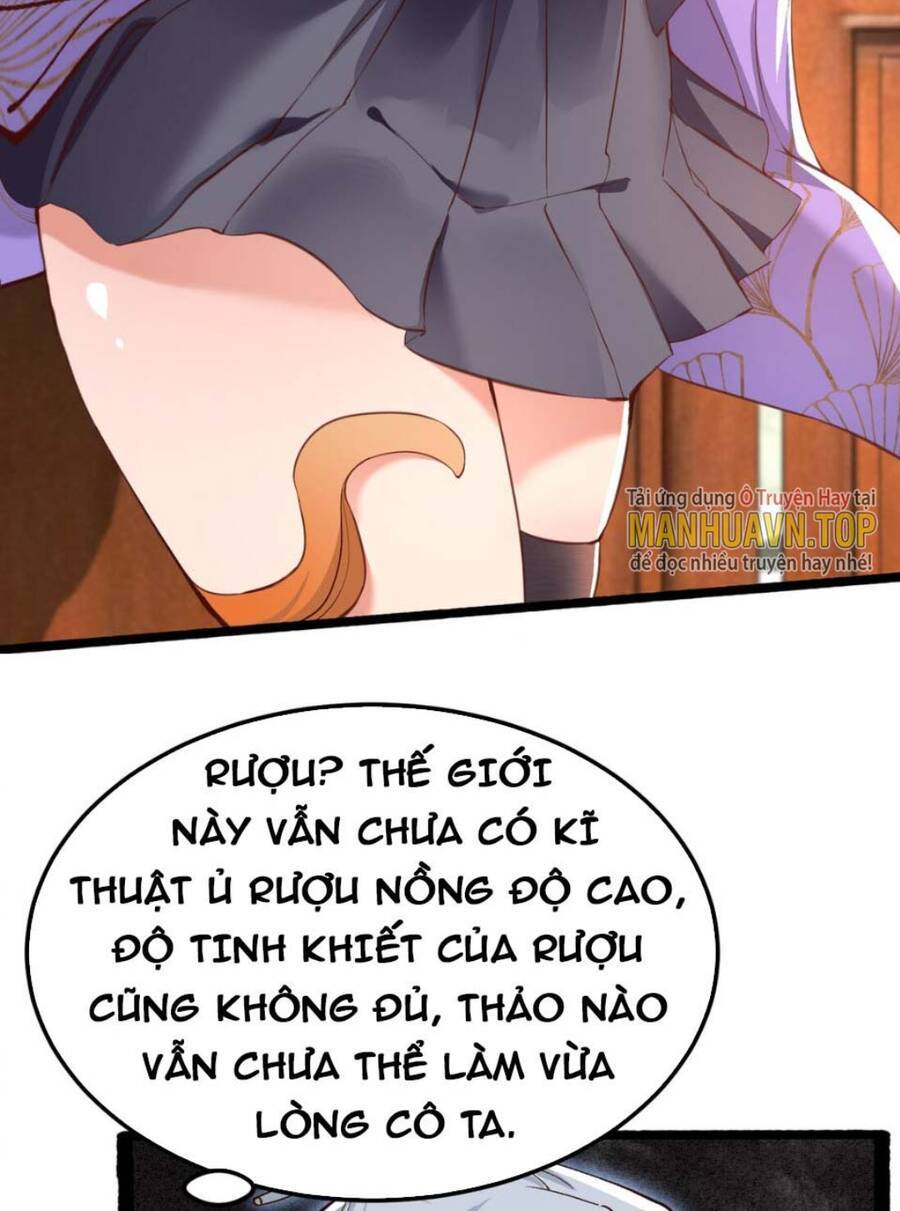 Tải ứng dụng Ô Truyện Hay tại
MANHUAVN.TOP
để đọc nhiều truyện hay nhé!
RƯỢU? THẾ GIỚI
NÀY VẪN CHƯA CÓ KĨ
THUẬT Ủ RƯỢU NỒNG ĐỘ CAO,
ĐỘ TINH KHIẾT CỦA RƯỢU
CŨNG KHÔNG ĐỦ, THẢO NÀO
VẪN CHƯA THỂ LÀM VỪA
LÒNG CÔ TA.